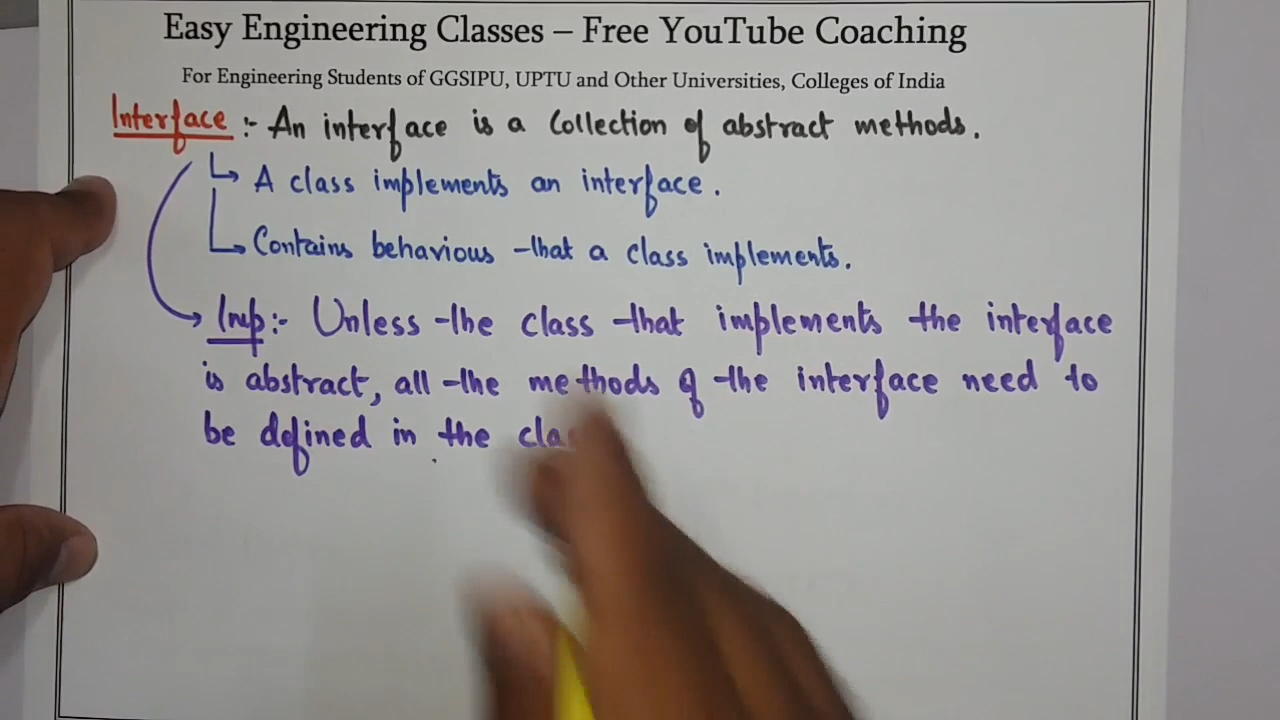 Easy Engineering Classes – Free YouTube Coaching
For Engineering Students of GGSIPU, UPTU and Other Universities, Colleges of India
Interface :- An interface is a Collection of abstract methods.
A class implements an interface.
Contains behavious that a class implements.
Imp:- Unless the class that implements the interface
is abstract, all the methods of the interface need to
be defined in the